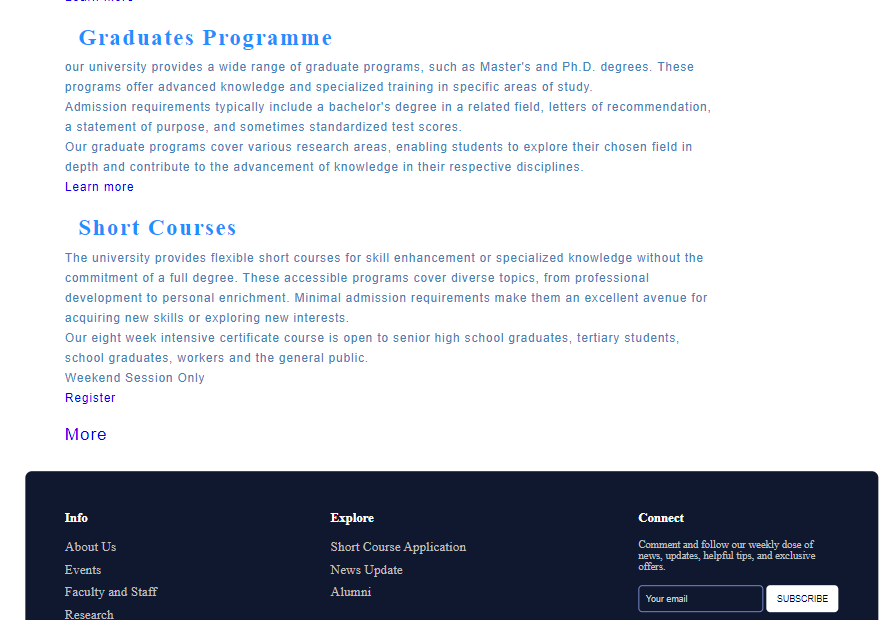 Learn more
Graduates Programme
our university provides a wide range of graduate programs, such as Master's and Ph.D. degrees. These
programs offer advanced knowledge and specialized training in specific areas of study.
Admission requirements typically include a bachelor's degree in a related field, letters of recommendation,
a statement of purpose, and sometimes standardized test scores.
Our graduate programs cover various research areas, enabling students to explore their chosen field in
depth and contribute to the advancement of knowledge in their respective disciplines.
Learn more
Short Courses
The university provides flexible short courses for skill enhancement or specialized knowledge without the
commitment of a full degree. These accessible programs cover diverse topics, from professional
development to personal enrichment. Minimal admission requirements make them an excellent avenue for
acquiring new skills or exploring new interests.
Our eight week intensive certificate course is open to senior high school graduates, tertiary students,
school graduates, workers and the general public.
Weekend Session Only
Register
More
Info
About Us
Events
Faculty and Staff
Research
Explore
Short Course Application
News Update
Alumni
Connect
Comment and follow our weekly dose of
news, updates, helpful tips, and exclusive
offers.
Your email
SUBSCRIBE